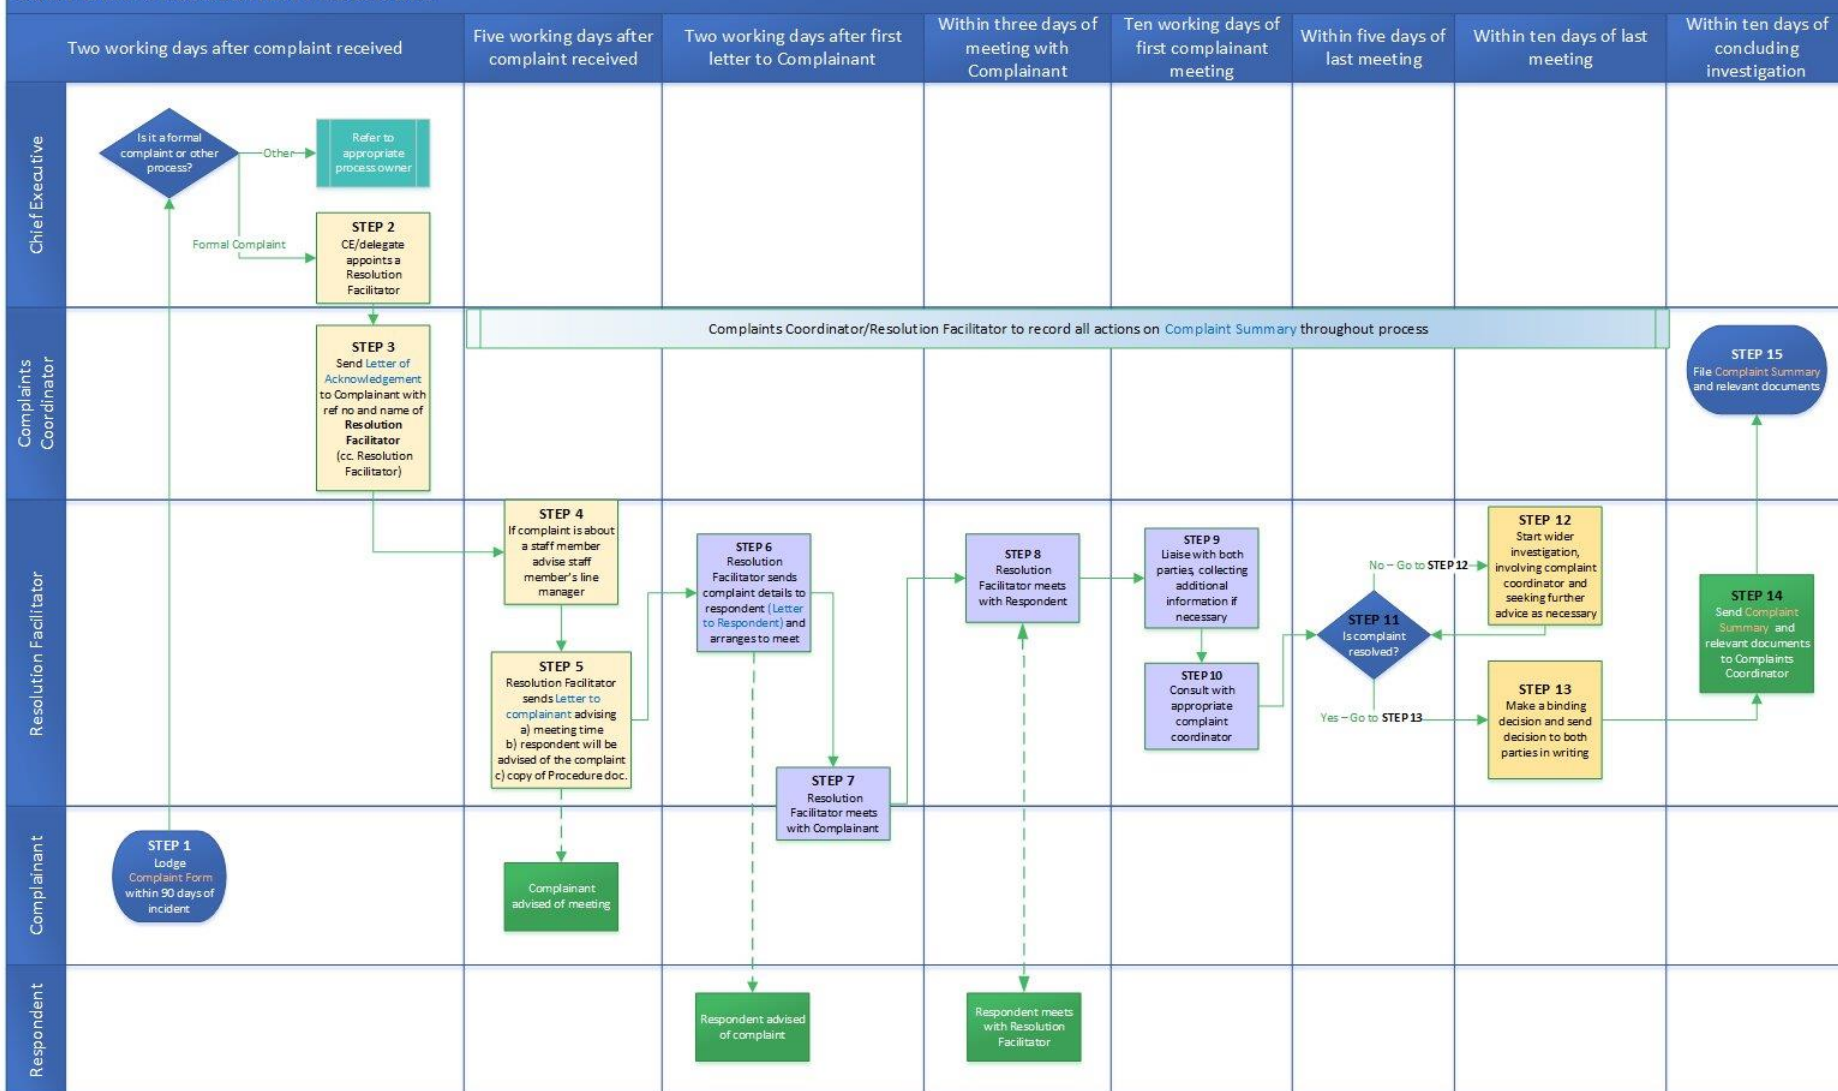 Two working days after complaint received
Five working days after
complaint received
Two working days after first
letter to Complainant
Within three days of
meeting with
Complainant
Ten working days of
first complainant
meeting
Within five days of
last meeting
Within ten days of last
meeting
Within ten days of
concluding
investigation
Chief Executive
Is it a formal
complaint or other
process?
Other
Refer to
appropriate
process owner
Formal Complaint
STEP 2
CE/delegate
appoints a
Resolution
Facilitator
Complaints
Coordinator
STEP 3
Send Letter of
Acknowledgement
to Complainant with
ref no and name of
Resolution
Facilitator
(cc. Resolution
Facilitator)
Complaints Coordinator/Resolution Facilitator to record all actions on Complaint Summary throughout process
STEP 15
File Complaint Summary
and relevant documents
Resolution Facilitator
STEP 4
If complaint is about
a staff member
advise staff
member's line
manager
STEP 5
Resolution Facilitator
sends Letter to
complainant advising
a) meeting time
b) respondent will be
advised of the complaint
c) copy of Procedure doc.
STEP 6
Resolution
Facilitator sends
complaint details to
respondent (Letter
to Respondent) and
arranges to meet
STEP 7
Resolution
Facilitator meets
with Complainant
STEP 8
Resolution
Facilitator meets
with Respondent
STEP 9
Liaise with both
parties, collecting
additional
information if
necessary
STEP 10
Consult with
appropriate
complaint
coordinator
No – Go to STEP 12
STEP 11
Is complaint
resolved?
Yes – Go to STEP 13
STEP 12
Start wider
investigation,
involving complaint
coordinator and
seeking further
advice as necessary
STEP 13
Make a binding
decision and send
decision to both
parties in writing
STEP 14
Send Complaint
Summary and
relevant documents
to Complaints
Coordinator
Complainant
STEP 1
Lodge
Complaint Form
within 90 days of
incident
Complainant
advised of meeting
Respondent
Respondent advised
of complaint
Respondent meets
with Resolution
Facilitator